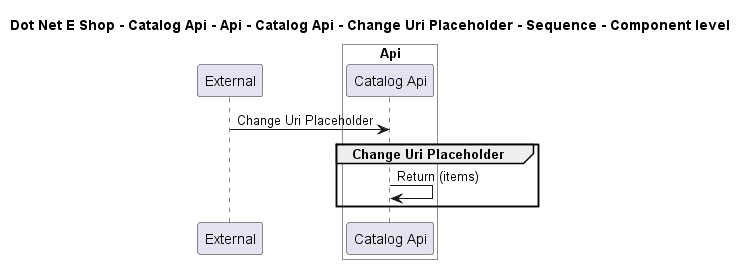 Dot Net E Shop - Catalog Api - Api - Catalog Api - Change Uri Placeholder - Sequence - Component level
Api
External
Catalog Api
Change Uri Placeholder
Change Uri Placeholder
Return (items)
External
Catalog Api